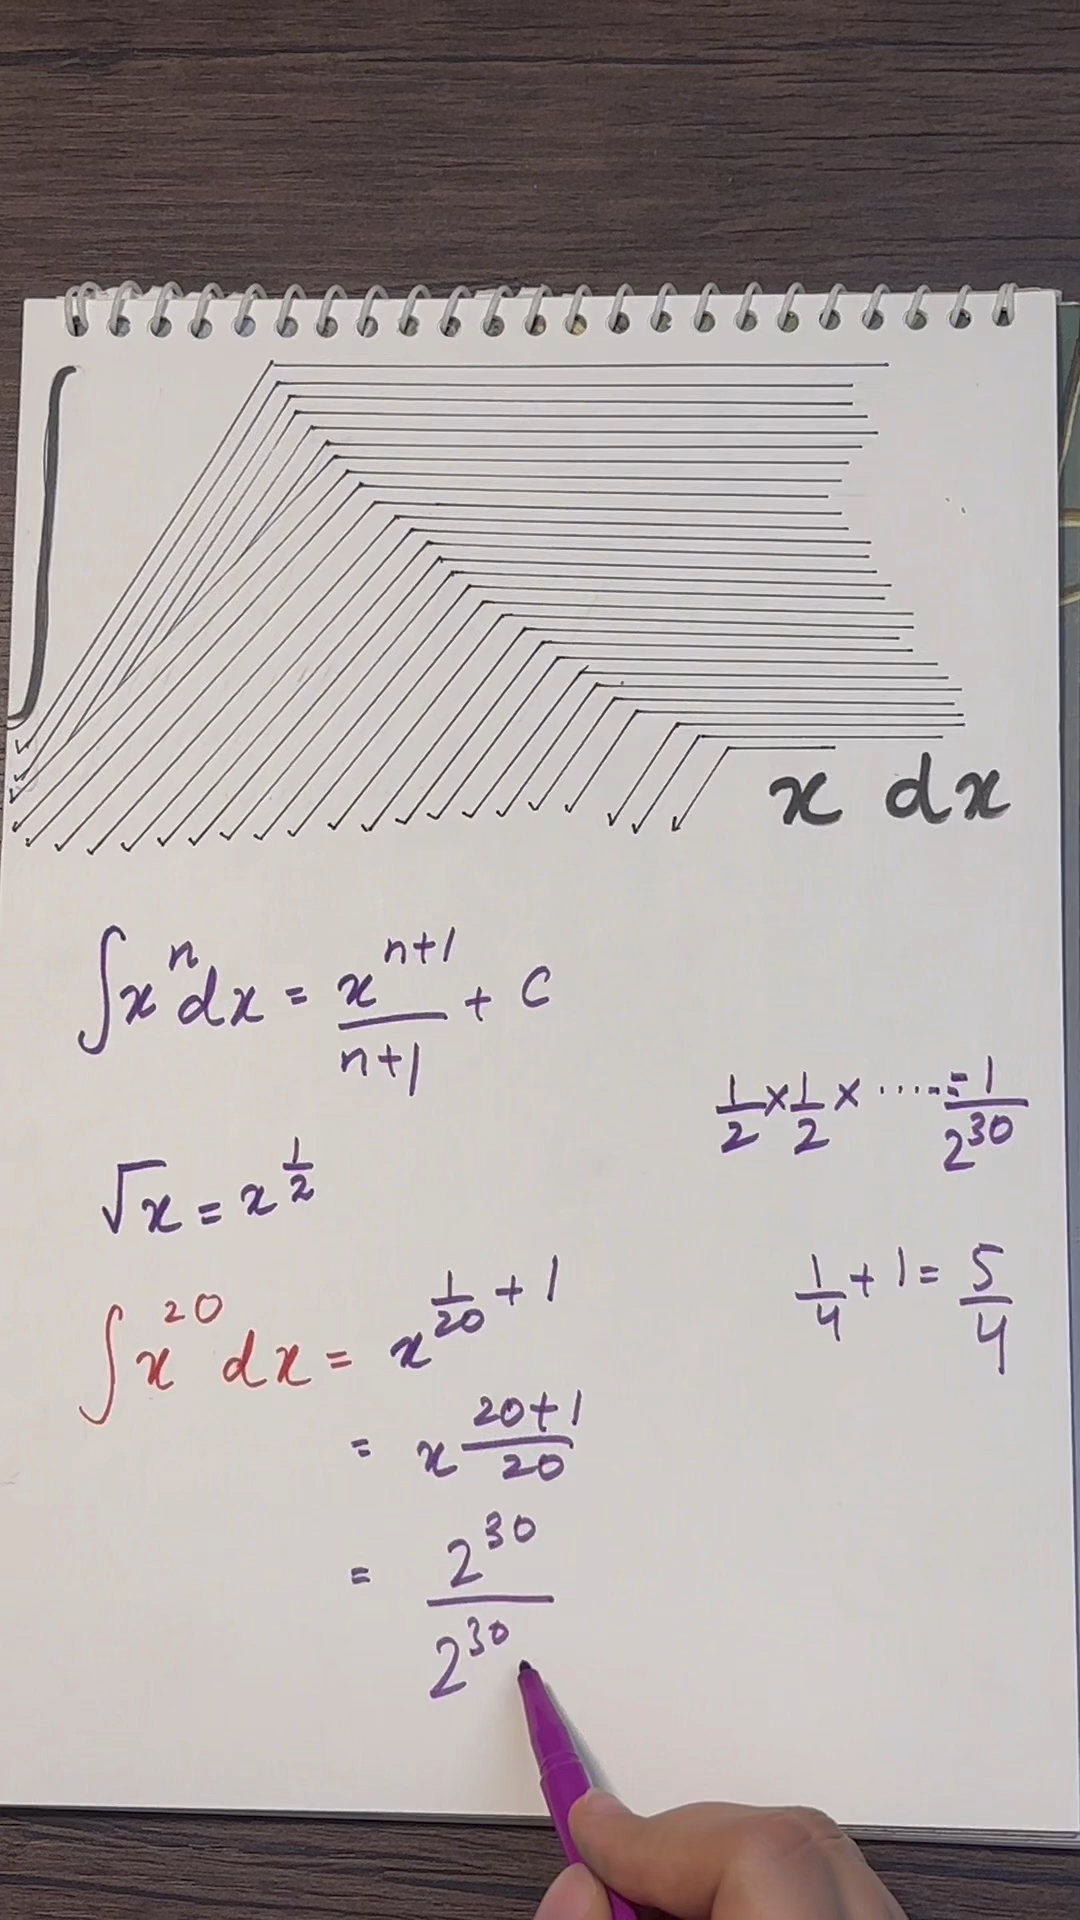 ∫√√√√√√√√√√√√√√√√√√√√√√√√√√√√√√x dx
∫xⁿdx = xⁿ⁺¹/n+1 + c
1/2 × 1/2 × ..... = 1/2³⁰
√x = x^1/2
1/4 + 1 = 5/4
∫x²⁰dx = x^1/20 + 1
= x 20+1/20
= 2³⁰/2³⁰